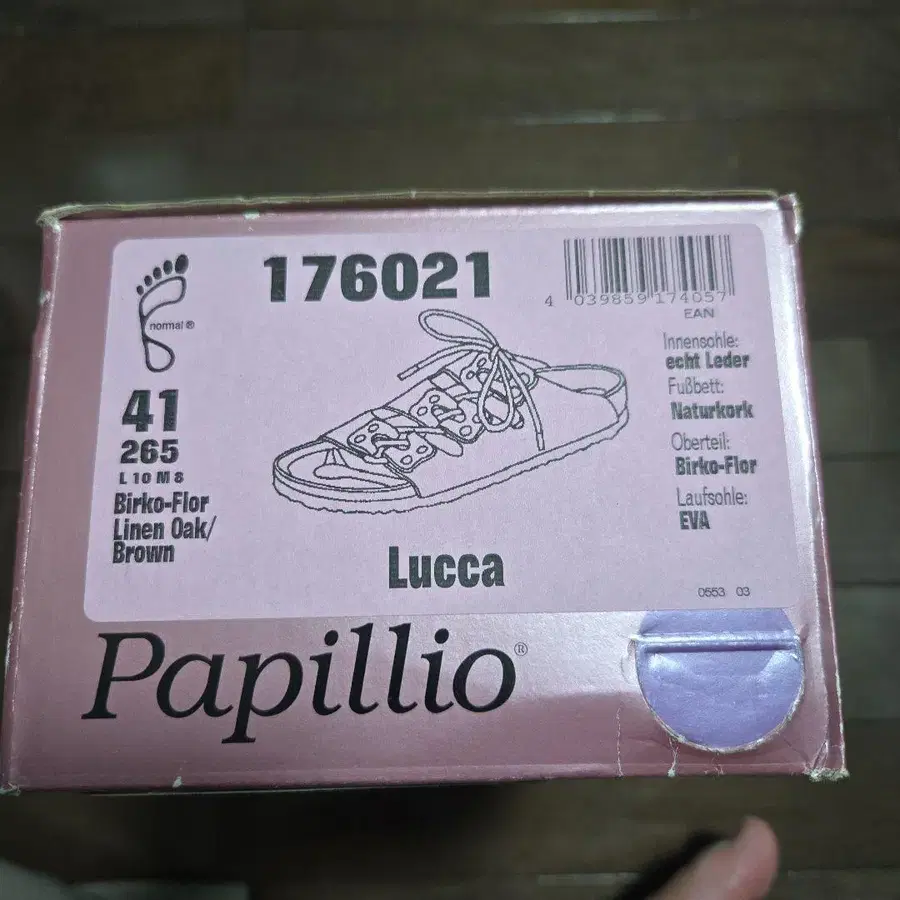 176021
4 039859 174057
EAN
normal ®
41
265
L 10 M 8
Birko-Flor
Linen Oak/
Brown
Innensohle:
echt Leder
Fußbett:
Naturkork
Oberteil:
Birko-Flor
Laufsohle:
EVA
Lucca
0553 03
Papillio®